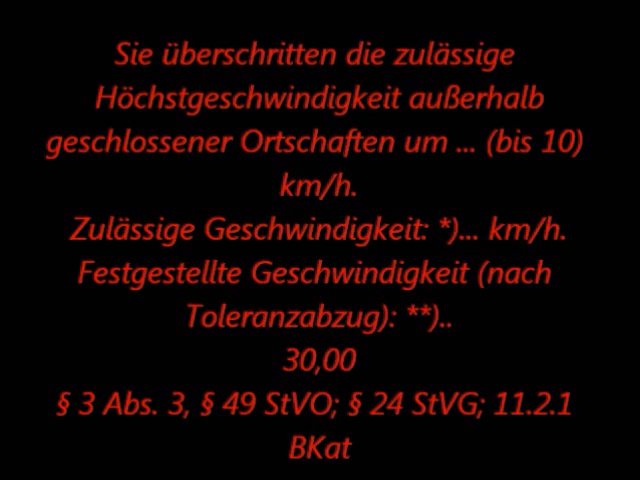 Sie überschritten die zulässige
Höchstgeschwindigkeit außerhalb
geschlossener Ortschaften um ... (bis 10)
km/h.
Zulässige Geschwindigkeit: *)... km/h.
Festgestellte Geschwindigkeit (nach
Toleranzabzug): **)..
30,00
§ 3 Abs. 3, § 49 StVO; § 24 StVG; 11.2.1
BKat